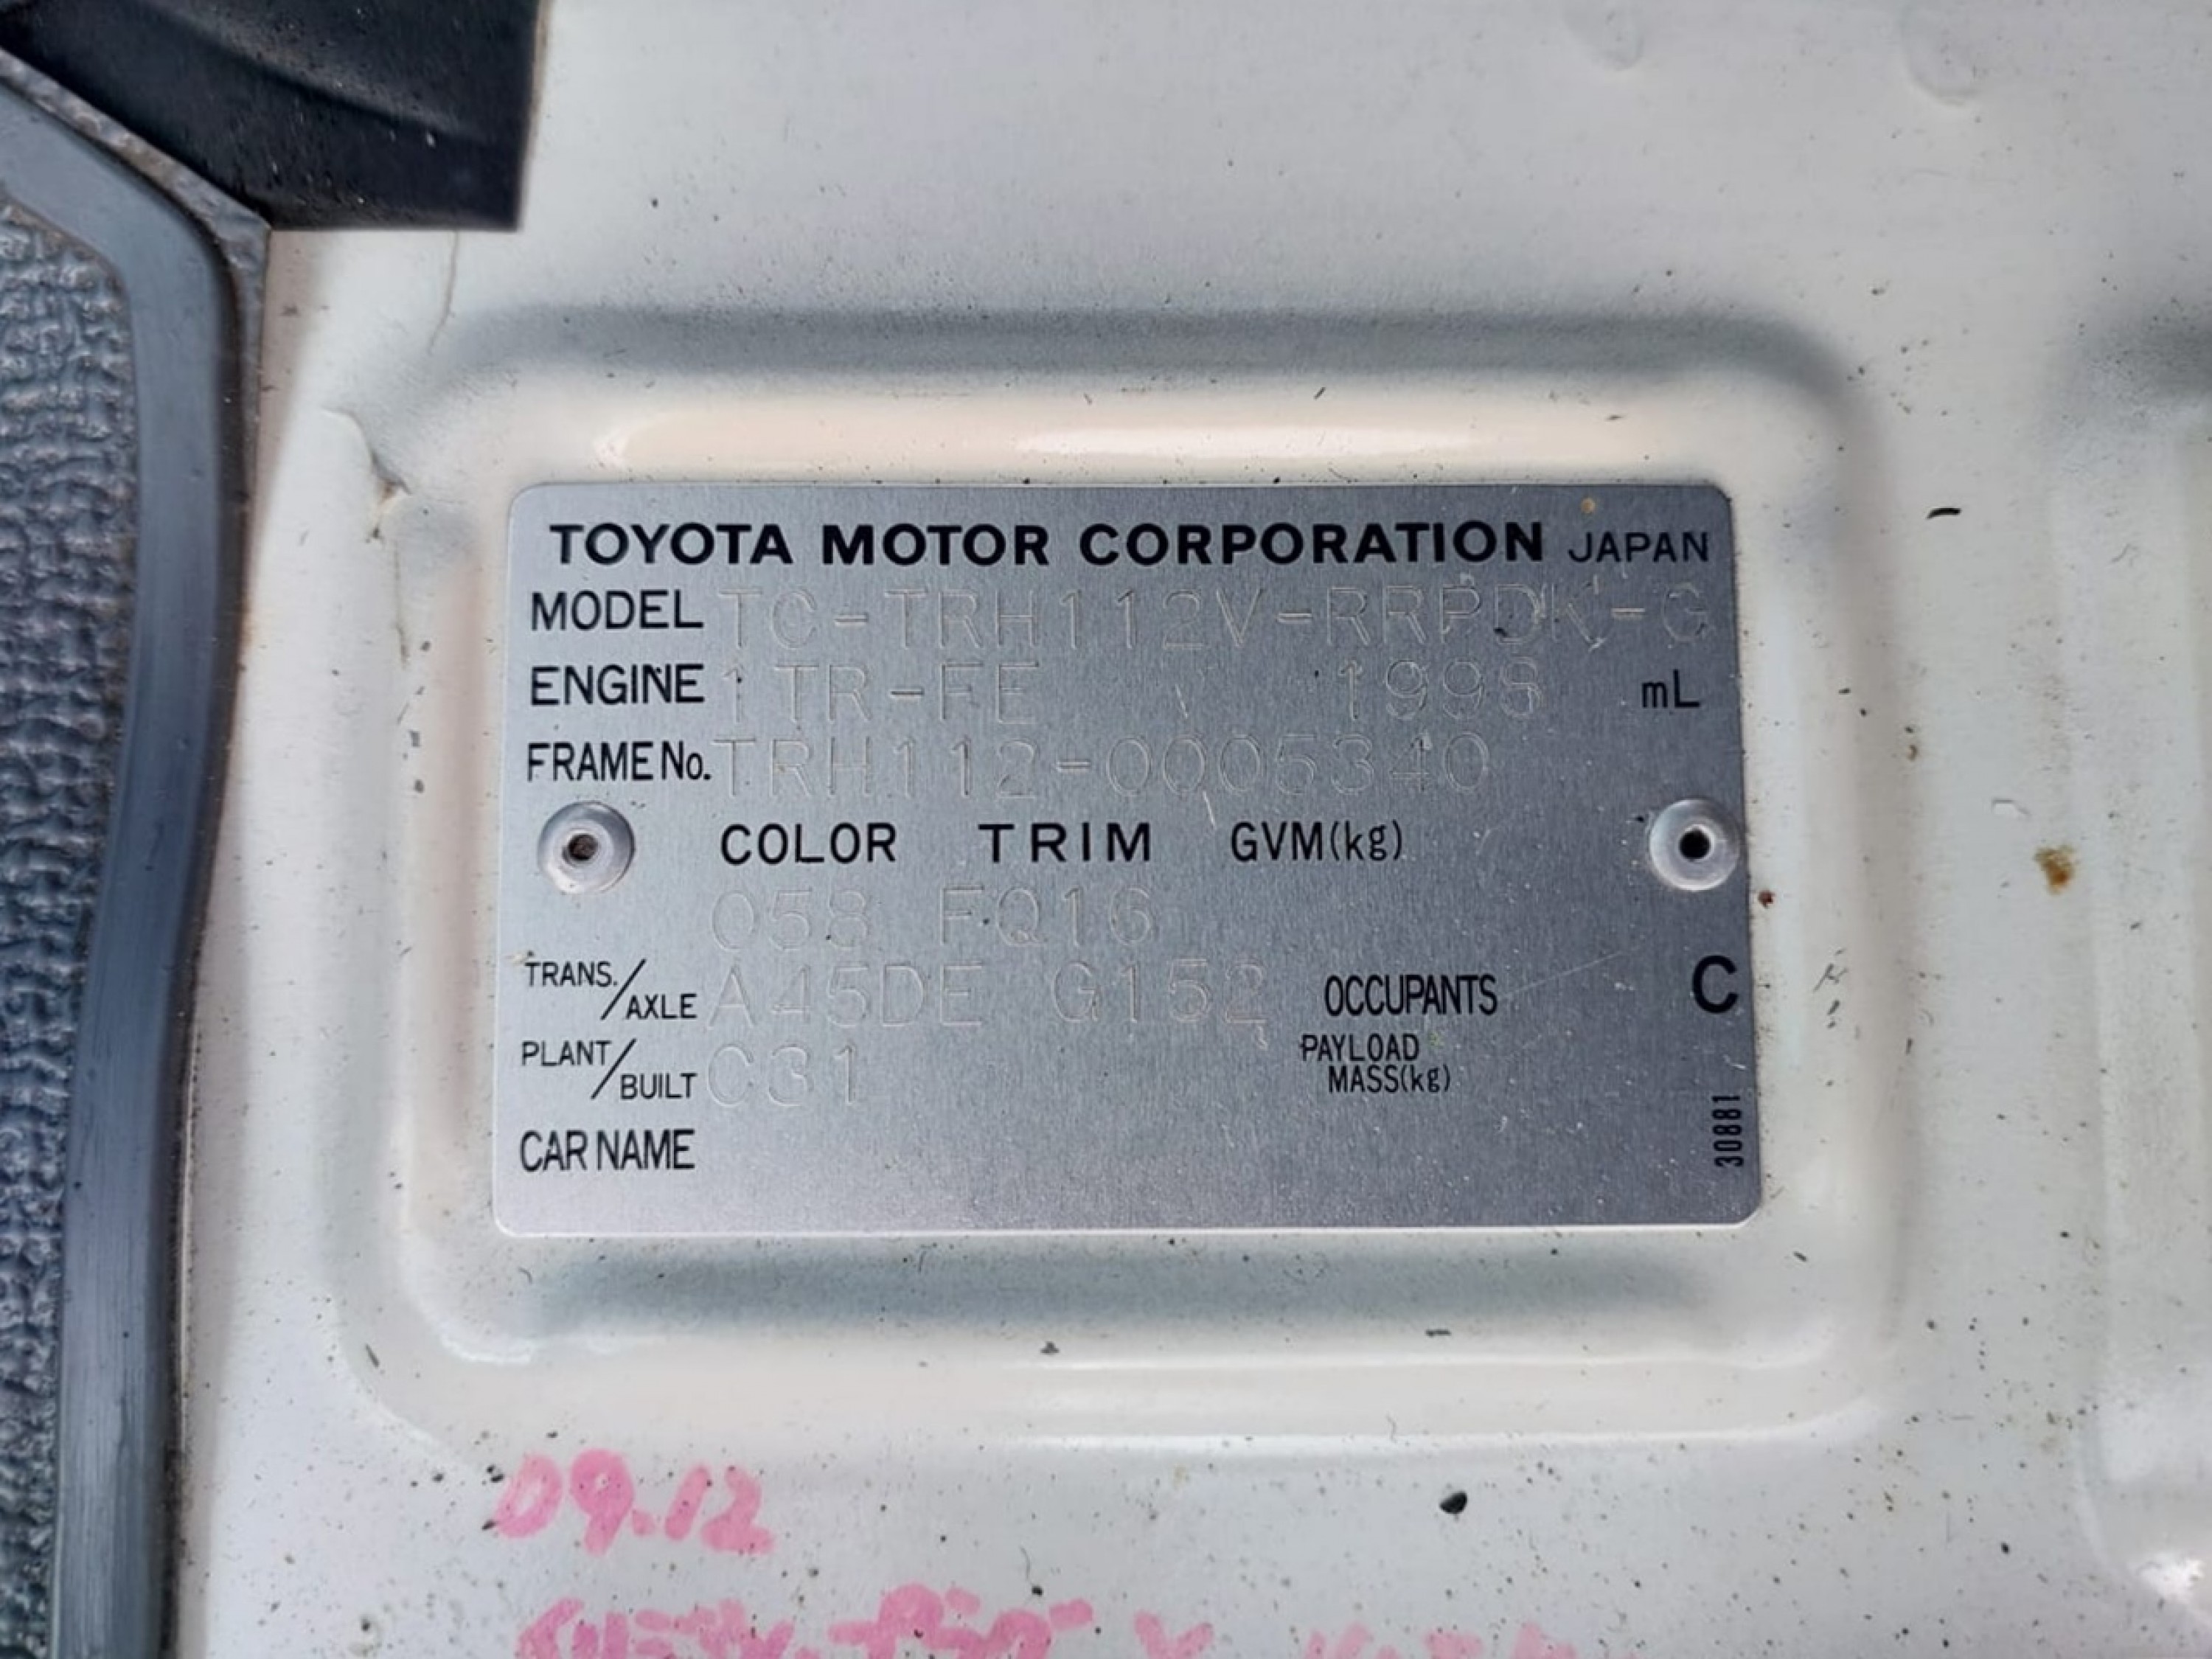 TOYOTA MOTOR CORPORATION JAPAN
MODEL TC-TRH112V-RRPDK-G
ENGINE 1TR-FE 1998 mL
FRAME No. TRH112-0005340
COLOR TRIM GVM(kg)
058 FQ16
TRANS./AXLE A45DE G152 OCCUPANTS C
PLANT/BUILT C31 PAYLOAD MASS(kg)
30881
CAR NAME
09.12